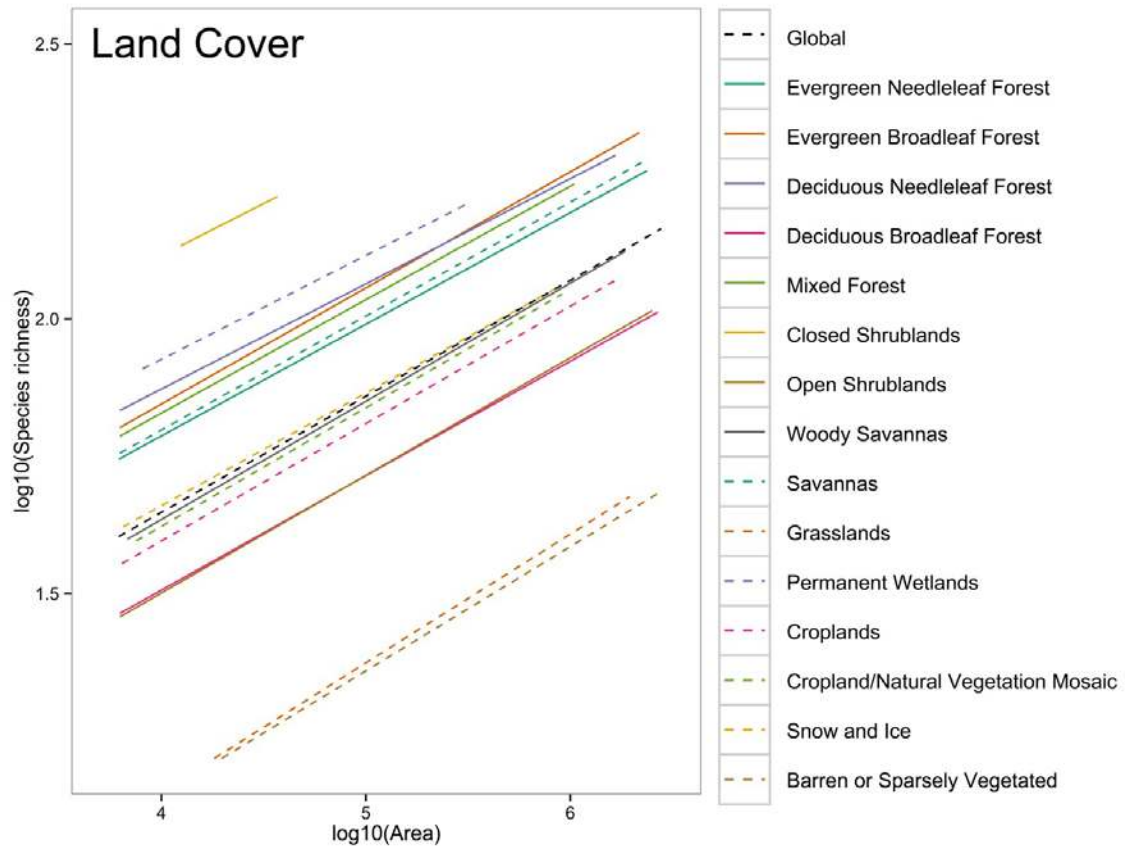 Land Cover
2.5
2.0
1.5
log10(Species richness)
4
5
6
log10(Area)
Global
Evergreen Needleleaf Forest
Evergreen Broadleaf Forest
Deciduous Needleleaf Forest
Deciduous Broadleaf Forest
Mixed Forest
Closed Shrublands
Open Shrublands
Woody Savannas
Savannas
Grasslands
Permanent Wetlands
Croplands
Cropland/Natural Vegetation Mosaic
Snow and Ice
Barren or Sparsely Vegetated